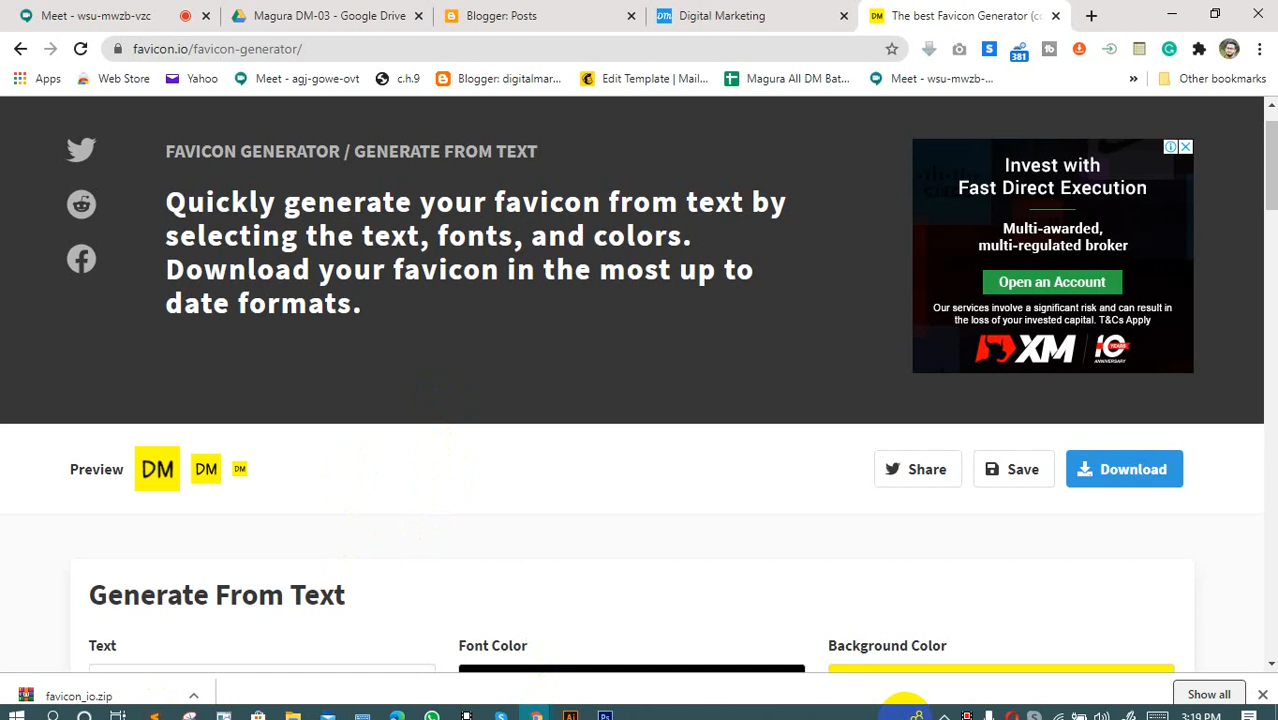 Meet - wsu-mwzb-vzc
Magura DM-03 - Google Drive
Blogger: Posts
Digital Marketing
The best Favicon Generator (co
favicon.io/favicon-generator/
381
Apps
Web Store
Yahoo
Meet - agj-gowe-ovt
c.h.9
Blogger: digitalmar...
Edit Template | Mail...
Magura All DM Bat...
Meet - wsu-mwzb-...
»
Other bookmarks
FAVICON GENERATOR / GENERATE FROM TEXT
Quickly generate your favicon from text by
selecting the text, fonts, and colors.
Download your favicon in the most up to
date formats.
Invest with
Fast Direct Execution
Multi-awarded,
multi-regulated broker
Open an Account
Our services involve a significant risk and can result in
the loss of your invested capital. T&Cs Apply
XM 10 YEARS
ANNIVERSARY
Preview DM DM DM
Share Save Download
Generate From Text
Text Font Color Background Color
favicon_io.zip
Show all
3:19 PM